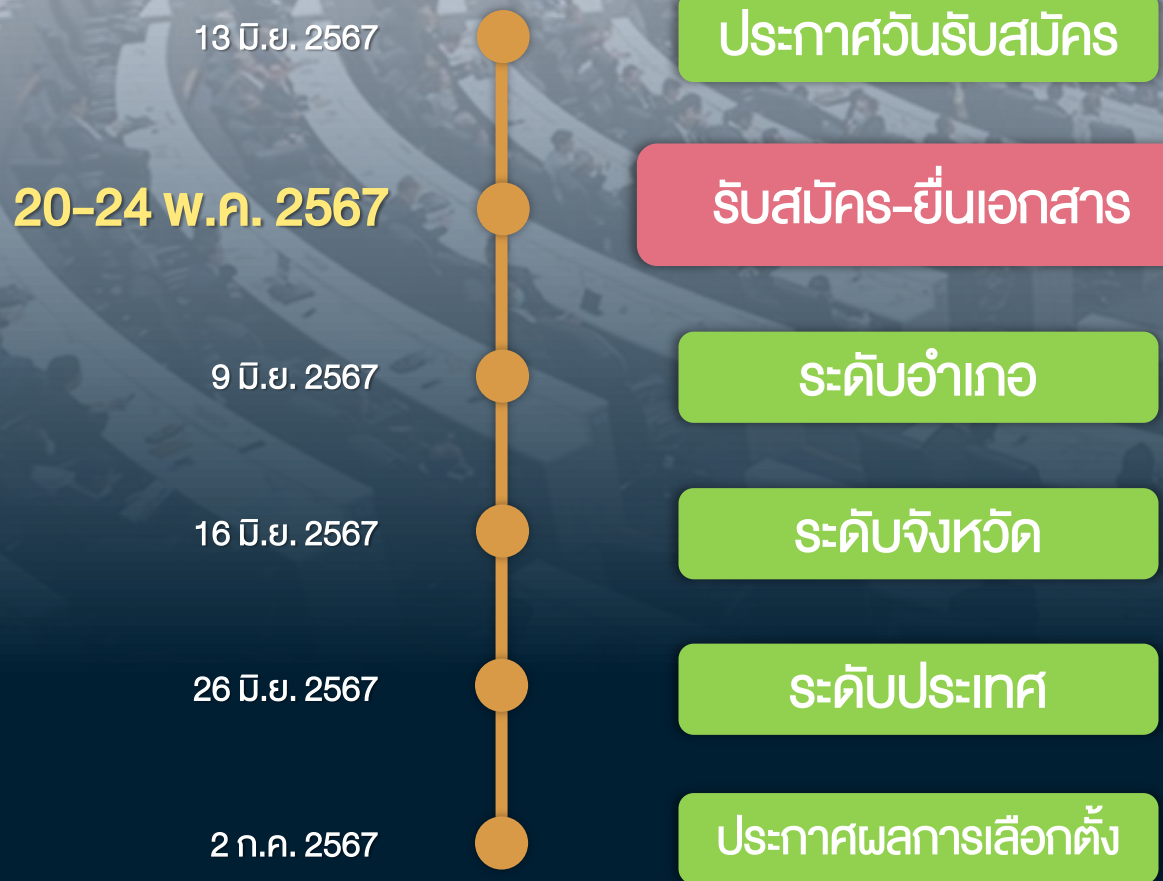 13 มิ.ย. 2567 ประกาศวันรับสมัคร
20-24 พ.ค. 2567 รับสมัคร-ยื่นเอกสาร
9 มิ.ย. 2567 ระดับอำเภอ
16 มิ.ย. 2567 ระดับจังหวัด
26 มิ.ย. 2567 ระดับประเทศ
2 ก.ค. 2567 ประกาศผลการเลือกตั้ง